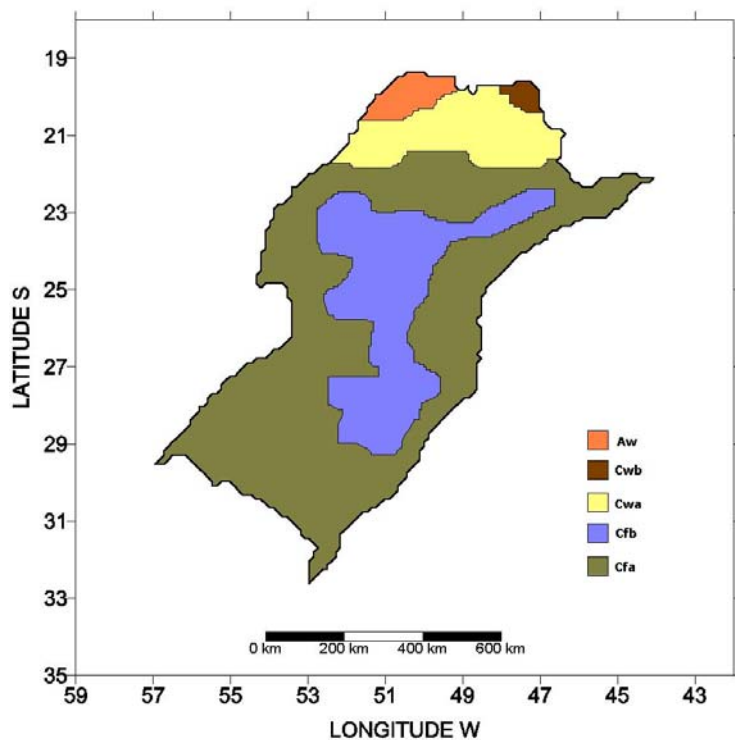 19
21
23
25
27
29
31
33
35
LATITUDE S
Aw
Cwb
Cwa
Cfb
Cfa
0 km 200 km 400 km 600 km
59 57 55 53 51 49 47 45 43
LONGITUDE W